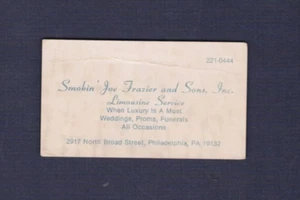 221-0444
Smokin' Joe Frazier and Sons, Inc.
Limousine Service
When Luxury Is A Must
Weddings, Proms, Funerals
All Occasions
2917 North Broad Street, Philadelphia, PA 19132